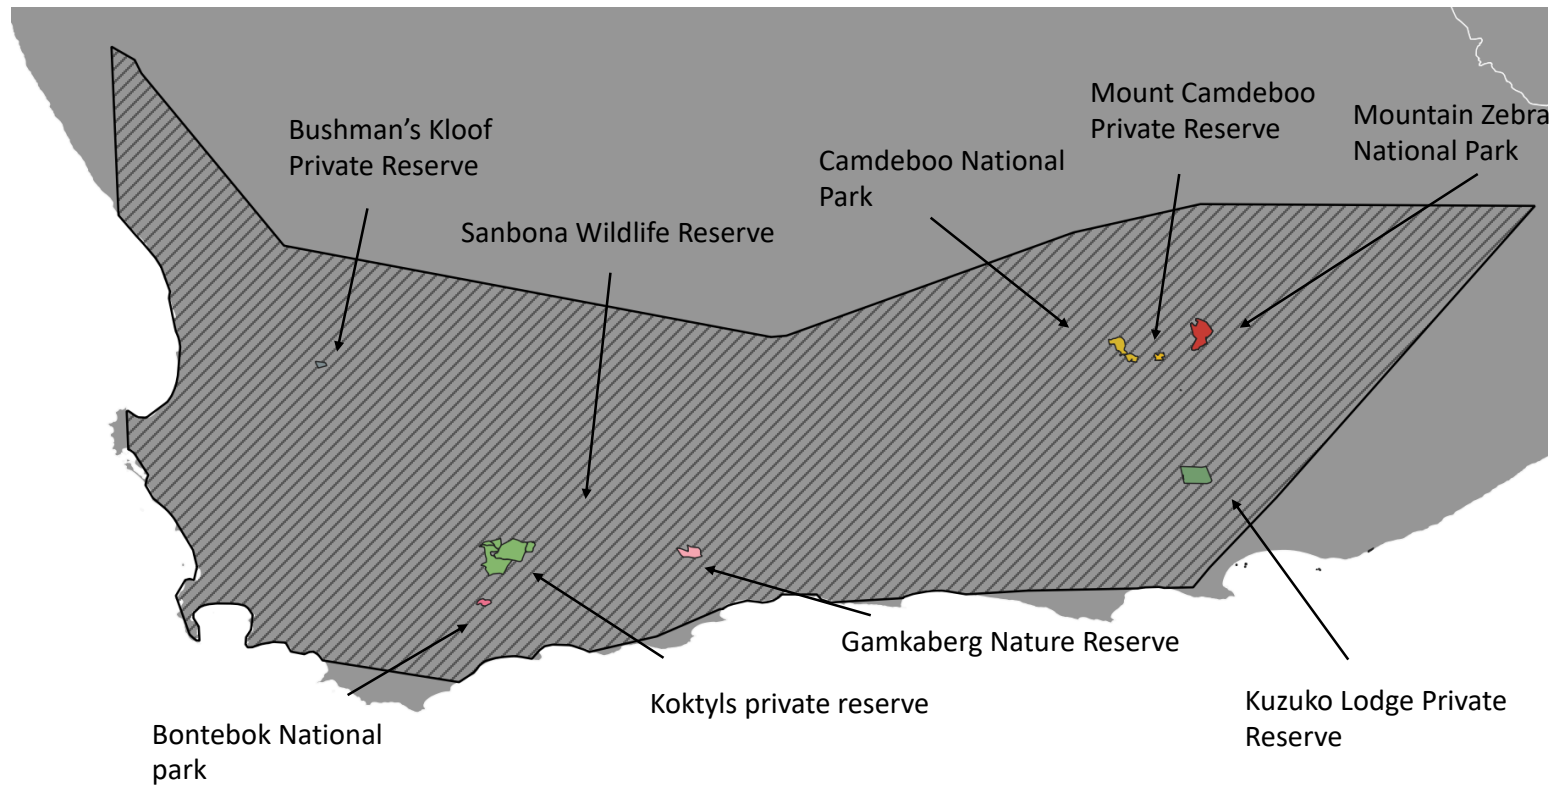 Mount Camdeboo
Private Reserve
Mountain Zebra
National Park
Bushman’s Kloof
Private Reserve
Camdeboo National
Park
Sanbona Wildlife Reserve
Gamkaberg Nature Reserve
Koktyls private reserve
Kuzuko Lodge Private
Reserve
Bontebok National
park